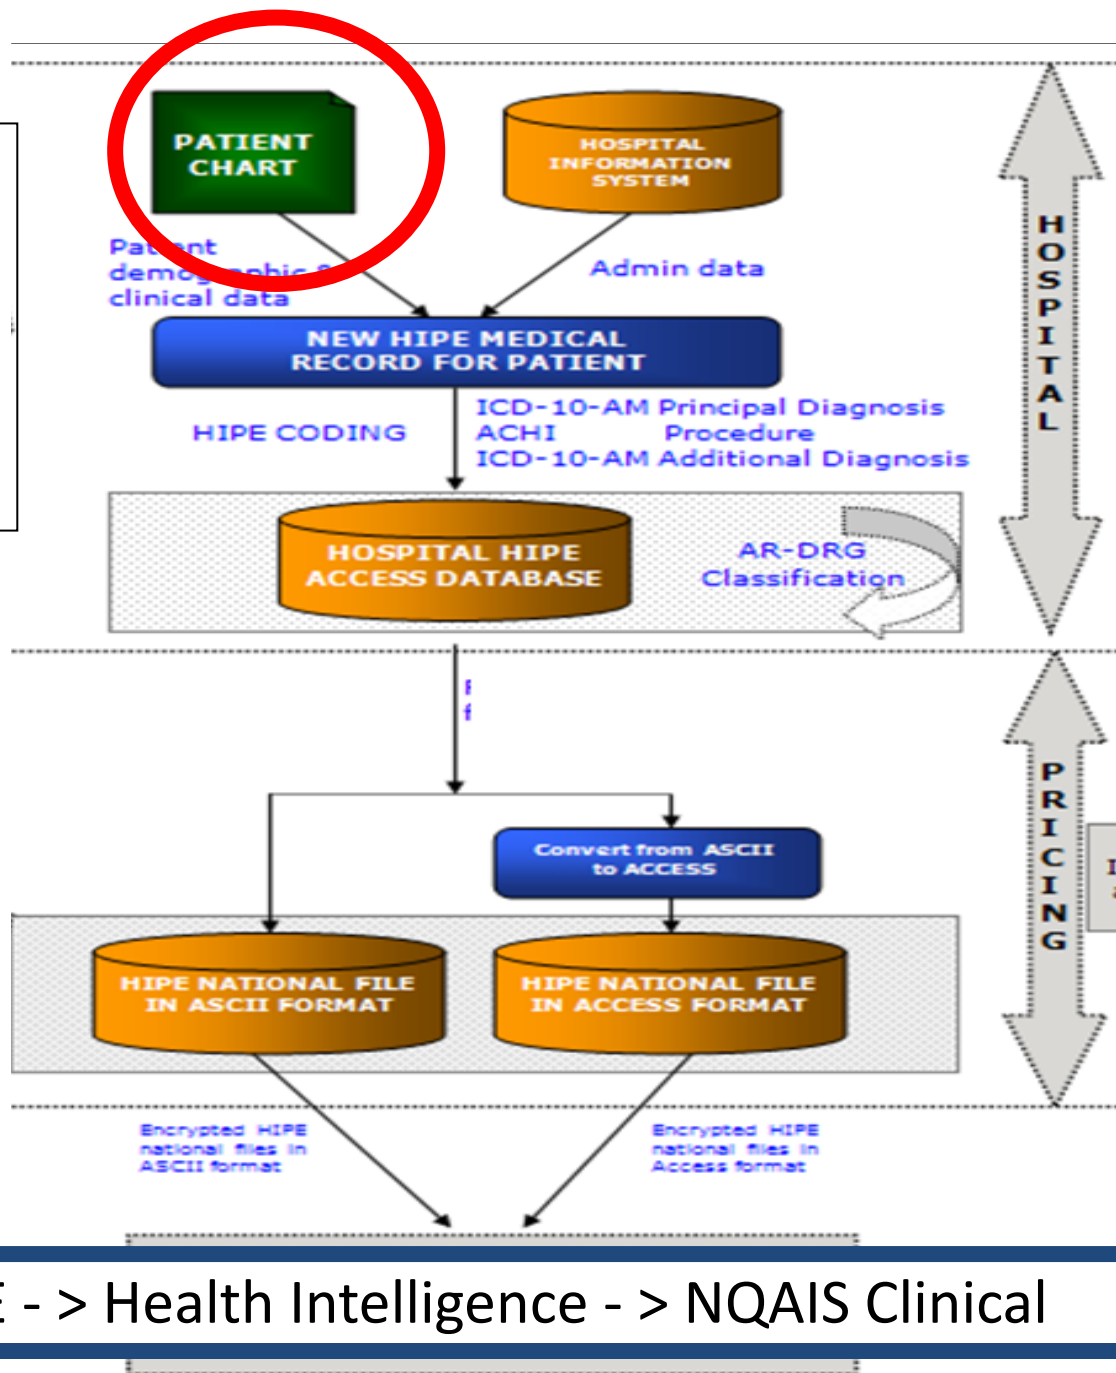 PATIENT
CHART
HOSPITAL
INFORMATION
SYSTEM
Patient
demographic &
clinical data
Admin data
NEW HIPE MEDICAL
RECORD FOR PATIENT
HIPE CODING
ICD-10-AM Principal Diagnosis
ACHI Procedure
ICD-10-AM Additional Diagnosis
HOSPITAL HIPE
ACCESS DATABASE
AR-DRG
Classification
HOSPITAL
Convert from ASCII
to ACCESS
HIPE NATIONAL FILE
IN ASCII FORMAT
HIPE NATIONAL FILE
IN ACCESS FORMAT
PRICING
Encrypted HIPE
national files in
ASCII format
Encrypted HIPE
national files in
Access format
- > Health Intelligence - > NQAIS Clinical